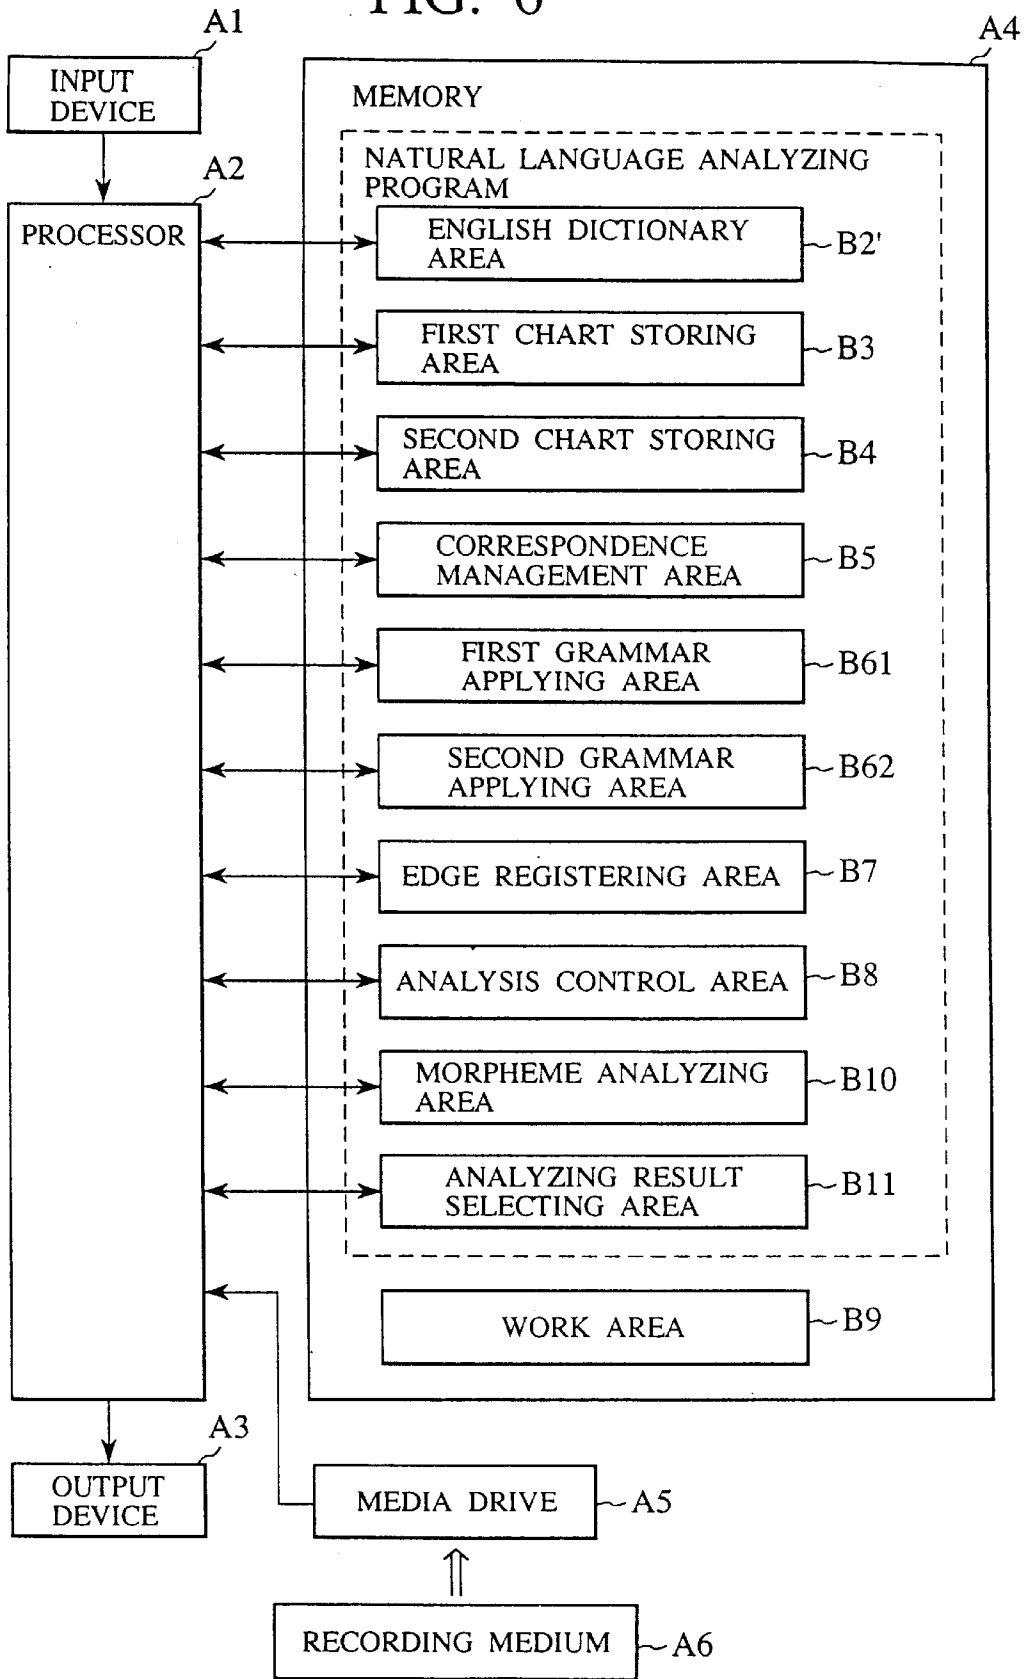 FIG. 6
A1
INPUT
DEVICE
A4
MEMORY
NATURAL LANGUAGE ANALYZING
PROGRAM
A2
PROCESSOR
ENGLISH DICTIONARY
AREA
B2'
FIRST CHART STORING
AREA
B3
SECOND CHART STORING
AREA
B4
CORRESPONDENCE
MANAGEMENT AREA
B5
FIRST GRAMMAR
APPLYING AREA
B61
SECOND GRAMMAR
APPLYING AREA
B62
EDGE REGISTERING AREA
B7
ANALYSIS CONTROL AREA
B8
MORPHEME ANALYZING
AREA
B10
ANALYZING RESULT
SELECTING AREA
B11
WORK AREA
B9
A3
OUTPUT
DEVICE
MEDIA DRIVE
A5
RECORDING MEDIUM
A6